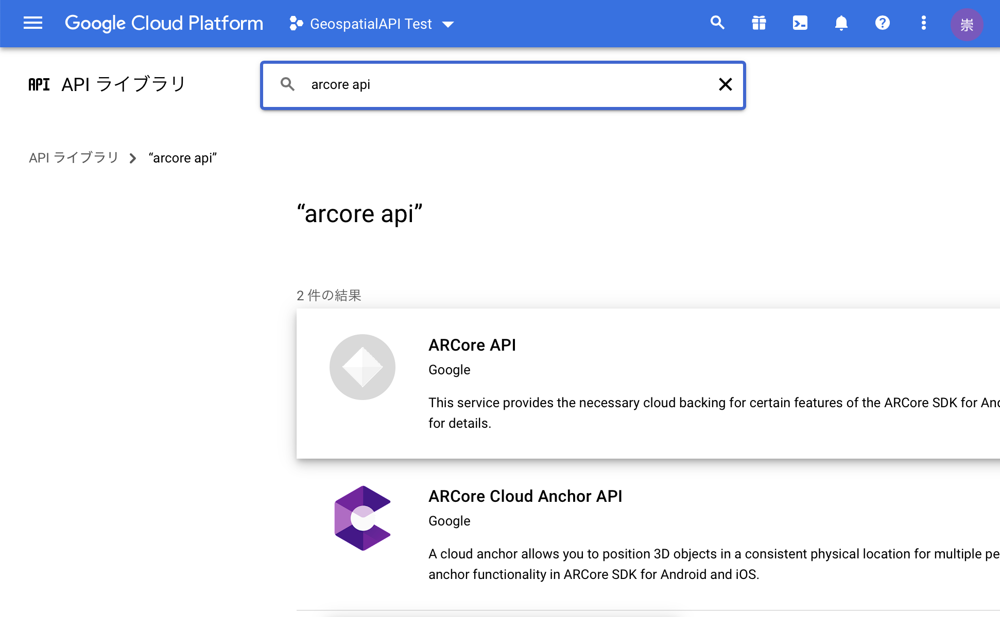 Google Cloud Platform
GeospatialAPI Test
崇
API API ライブラリ
arcore api
API ライブラリ
“arcore api”
“arcore api”
2 件の結果
ARCore API
Google
This service provides the necessary cloud backing for certain features of the ARCore SDK for
for details.
ARCore Cloud Anchor API
Google
A cloud anchor allows you to position 3D objects in a consistent physical location for multiple
anchor functionality in ARCore SDK for Android and iOS.